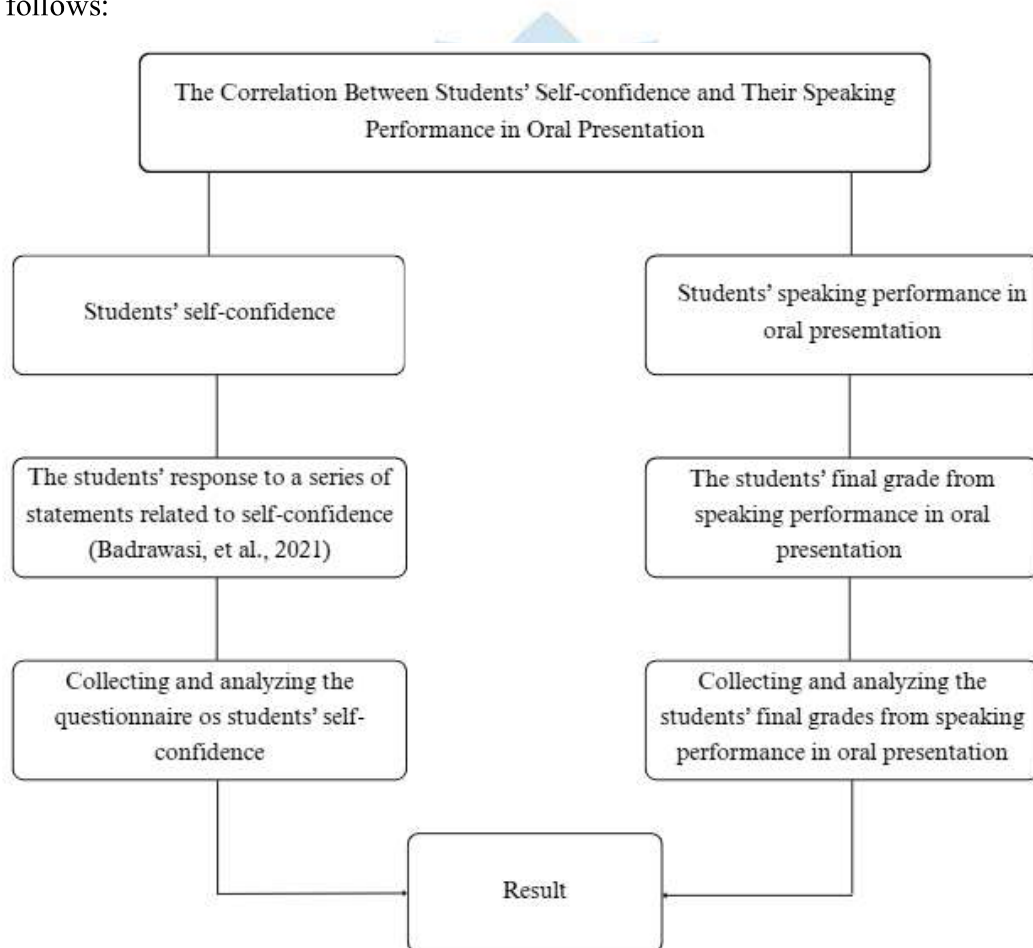 follows:
The Correlation Between Students’ Self-confidence and Their Speaking
Performance in Oral Presentation
Students’ self-confidence
Students’ speaking performance in
oral presemtation
The students’ response to a series of
statements related to self-confidence
(Badrawasi, et al., 2021)
The students’ final grade from
speaking performance in oral
presentation
Collecting and analyzing the
questionnaire os students’ self-
confidence
Collecting and analyzing the
students’ final grades from speaking
performance in oral presentation
Result